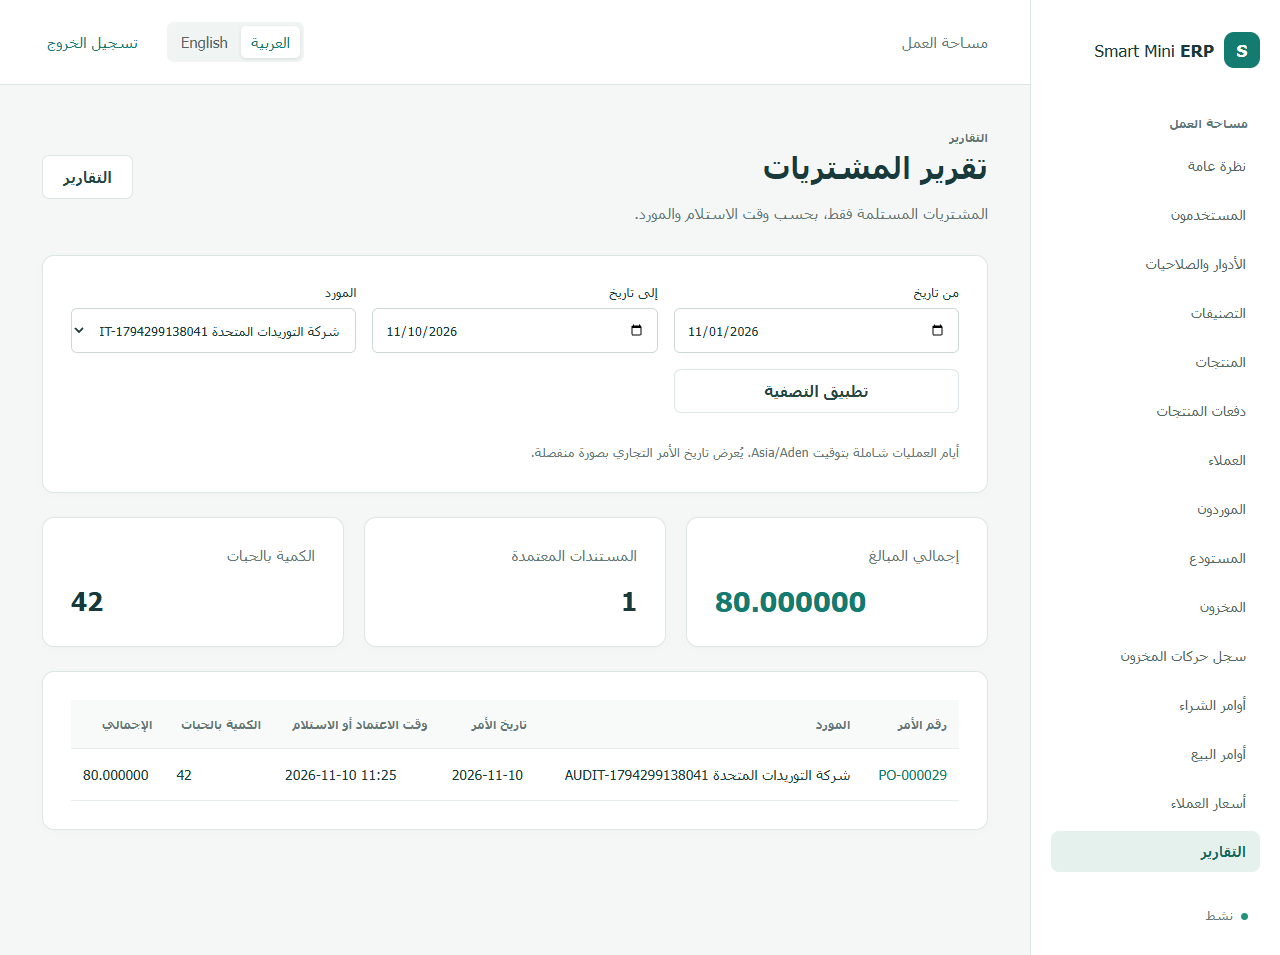 Smart Mini ERP S
مساحة العمل
نظرة عامة
المستخدمون
الأدوار والصلاحيات
التصنيفات
المنتجات
دفعات المنتجات
العملاء
الموردون
المستودع
المخزون
سجل حركات المخزون
أوامر الشراء
أوامر البيع
أسعار العملاء
التقارير
نشط
مساحة العمل
العربية English
تسجيل الخروج
التقارير
تقرير المشتريات
المشتريات المستلمة فقط، بحسب وقت الاستلام والمورد.
التقارير
من تاريخ
11/01/2026
إلى تاريخ
11/10/2026
المورد
شركة التوريدات المتحدة IT-1794299138041
تطبيق التصفية
أيام العمليات شاملة بتوقيت Asia/Aden. يُعرض تاريخ الأمر التجاري بصورة منفصلة.
إجمالي المبالغ
80.000000
المستندات المعتمدة
1
الكمية بالحبات
42
رقم الأمر المورد تاريخ الأمر وقت الاعتماد أو الاستلام الكمية بالحبات الإجمالي
PO-000029 شركة التوريدات المتحدة AUDIT-1794299138041 2026-11-10 2026-11-10 11:25 42 80.000000